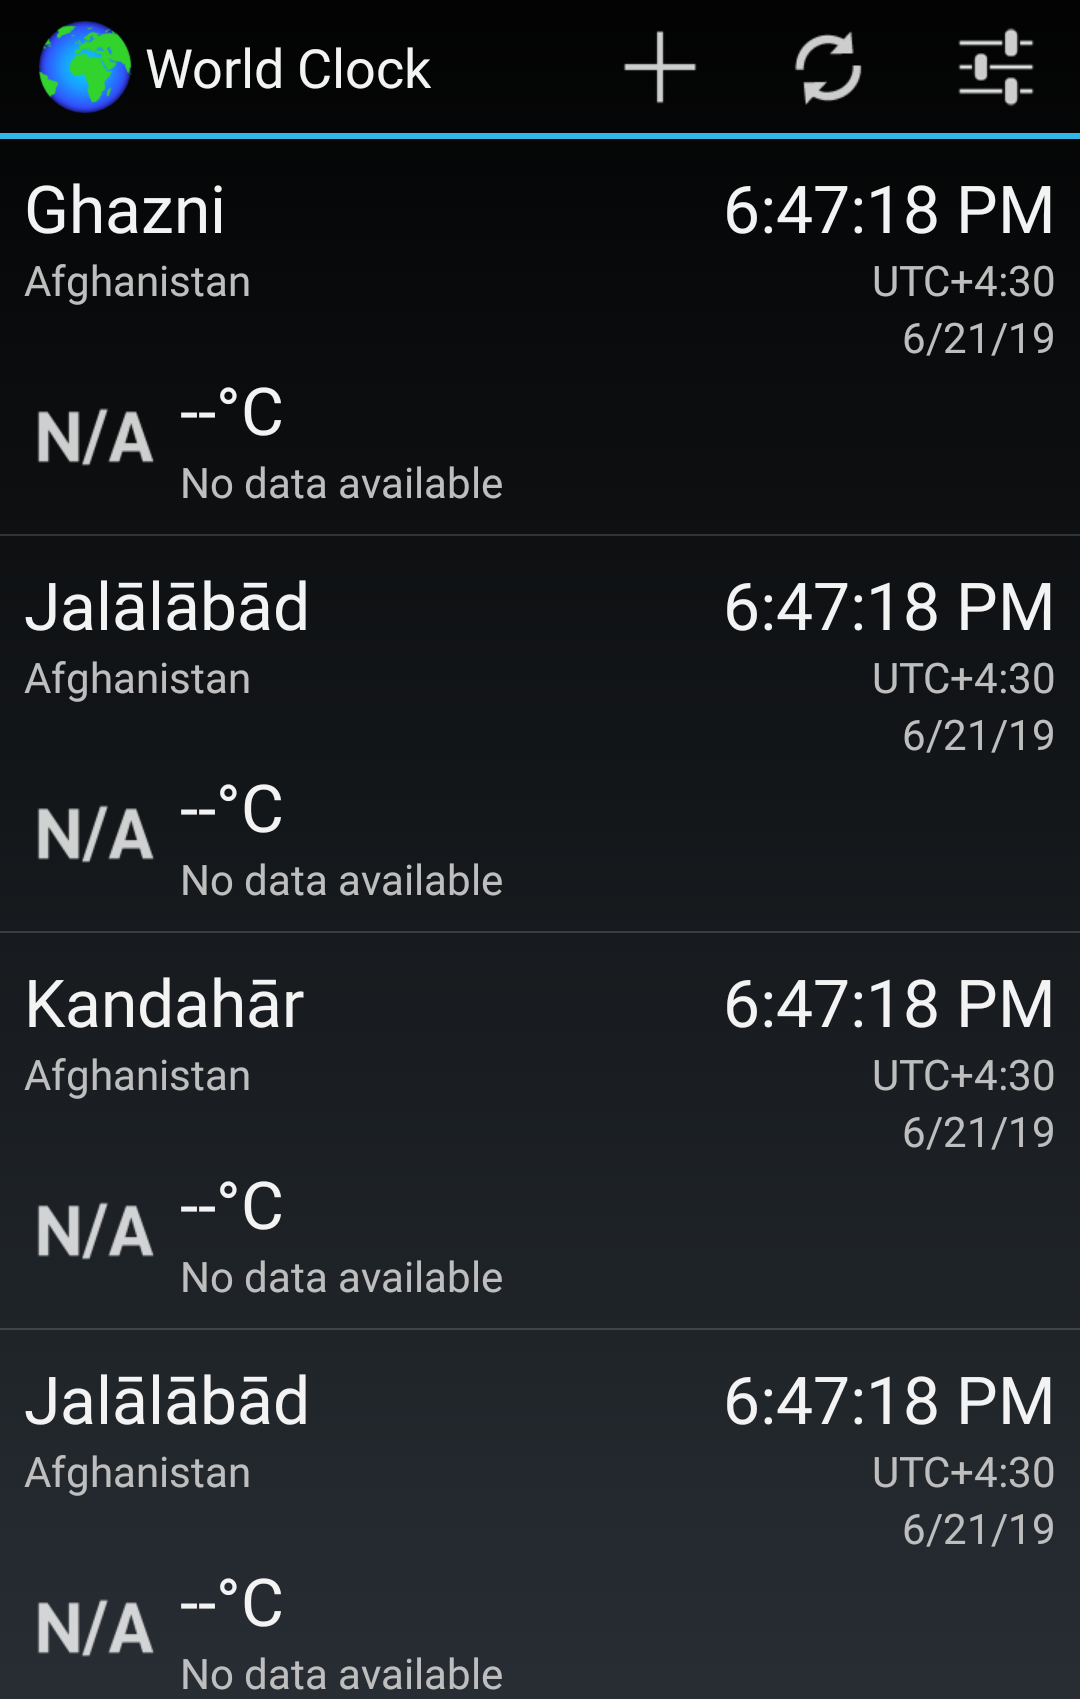 World Clock
Ghazni 6:47:18 PM
Afghanistan UTC+4:30
6/21/19
N/A --°C
No data available
Jalālābād 6:47:18 PM
Afghanistan UTC+4:30
6/21/19
N/A --°C
No data available
Kandahār 6:47:18 PM
Afghanistan UTC+4:30
6/21/19
N/A --°C
No data available
Jalālābād 6:47:18 PM
Afghanistan UTC+4:30
6/21/19
N/A --°C
No data available